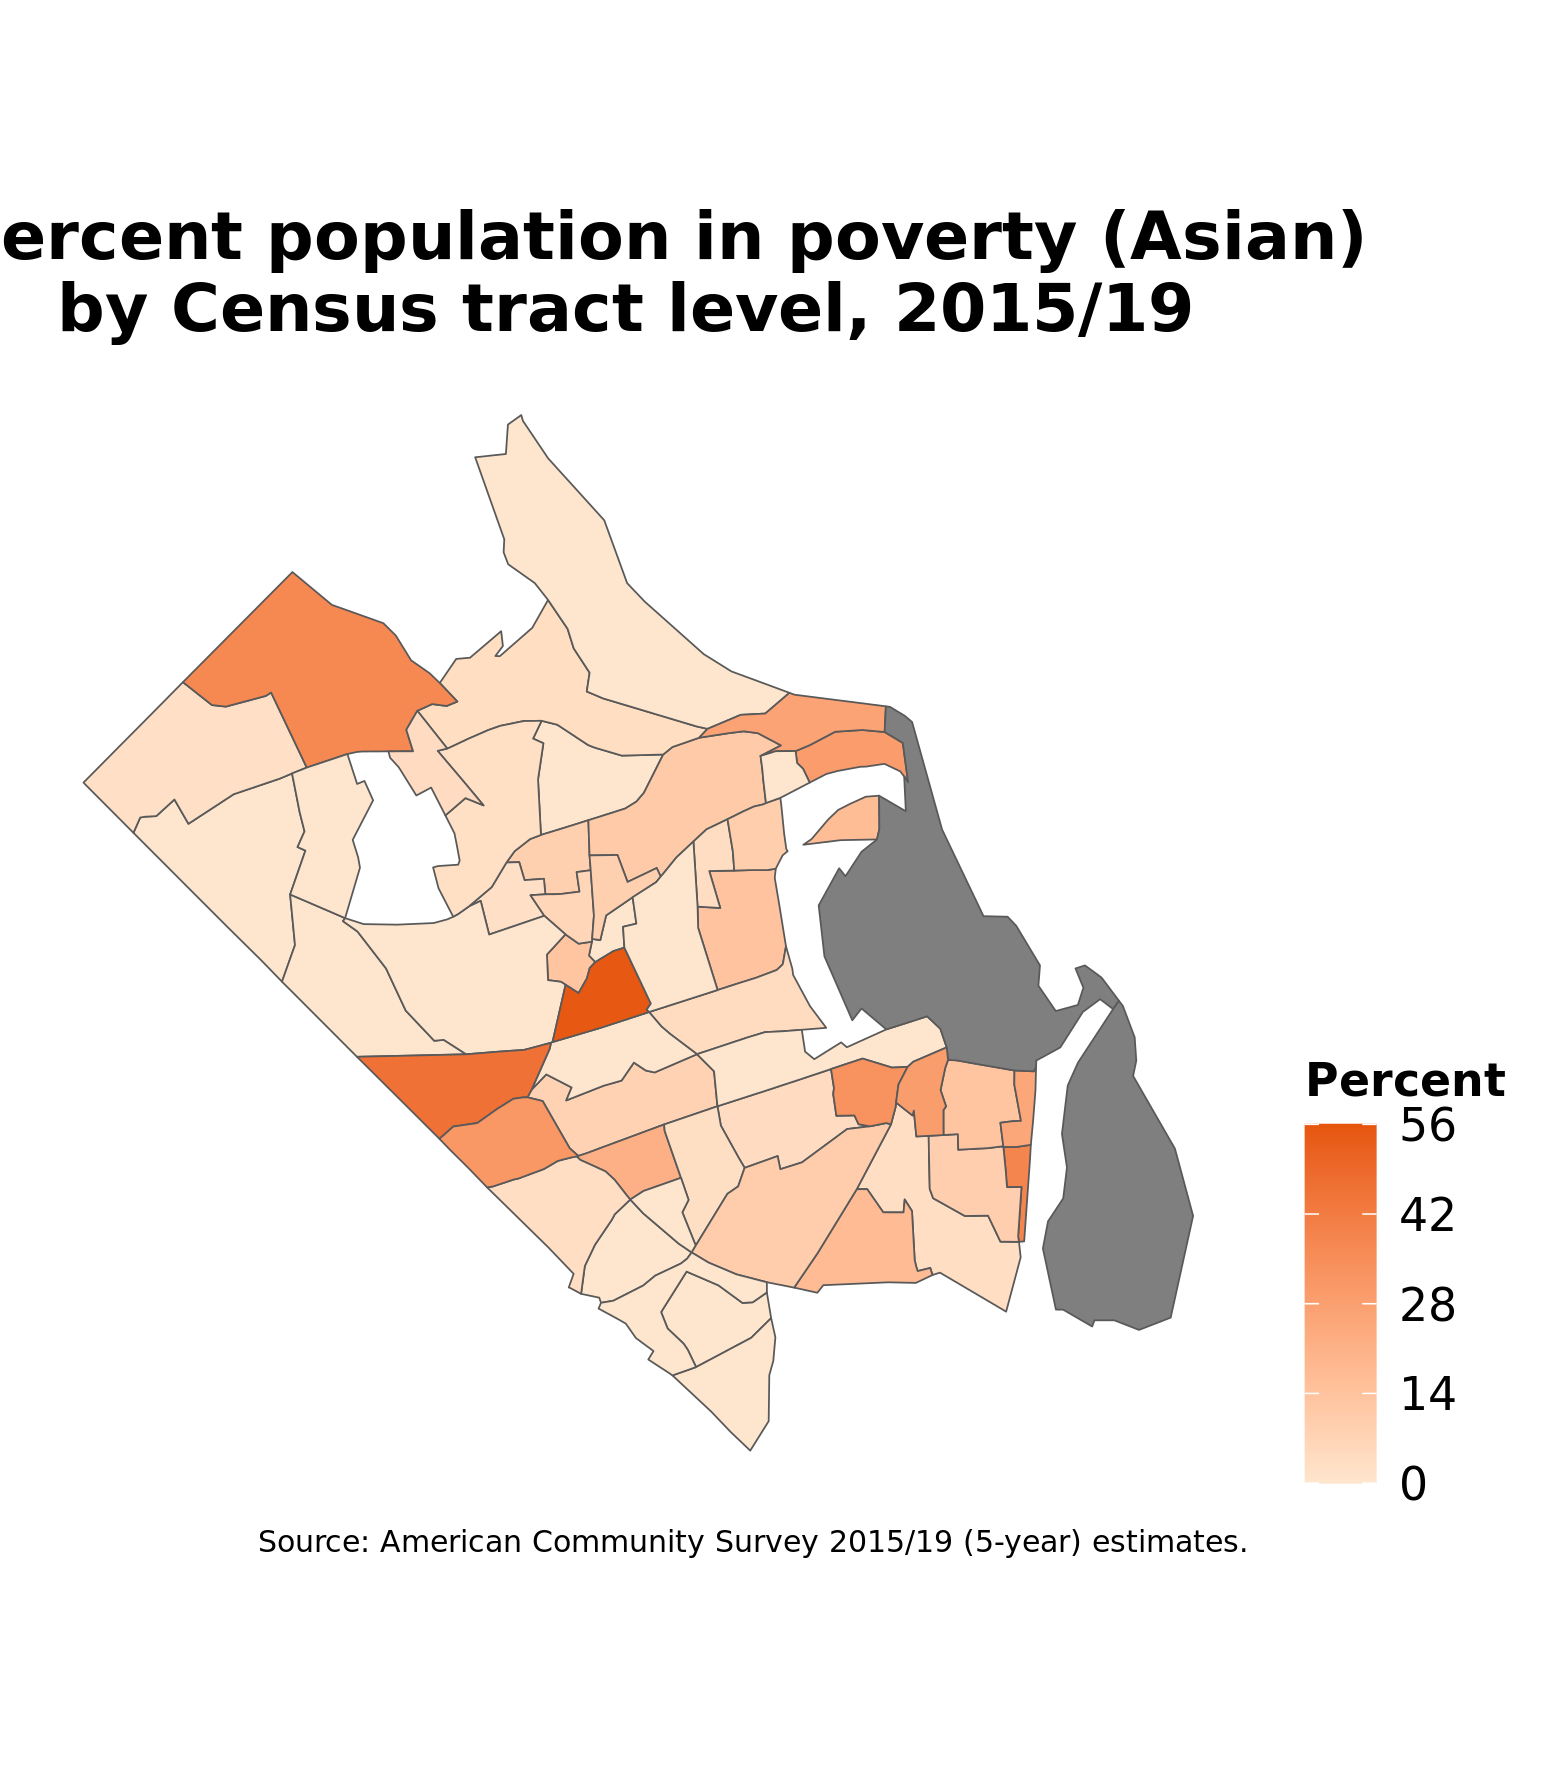 ercent population in poverty (Asian)
by Census tract level, 2015/19
Percent
56
42
28
14
0
Source: American Community Survey 2015/19 (5-year) estimates.